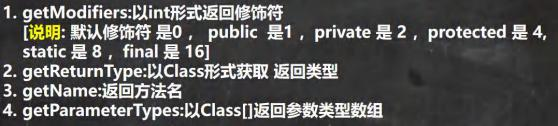 1. getModifiers:以int形式返回修饰符
[说明: 默认修饰符 是0 ， public 是1 ，private 是 2 ，protected 是 4,
static 是 8 ，final 是 16]
2. getReturnType:以Class形式获取 返回类型
3. getName:返回方法名
4. getParameterTypes:以Class[]返回参数类型数组